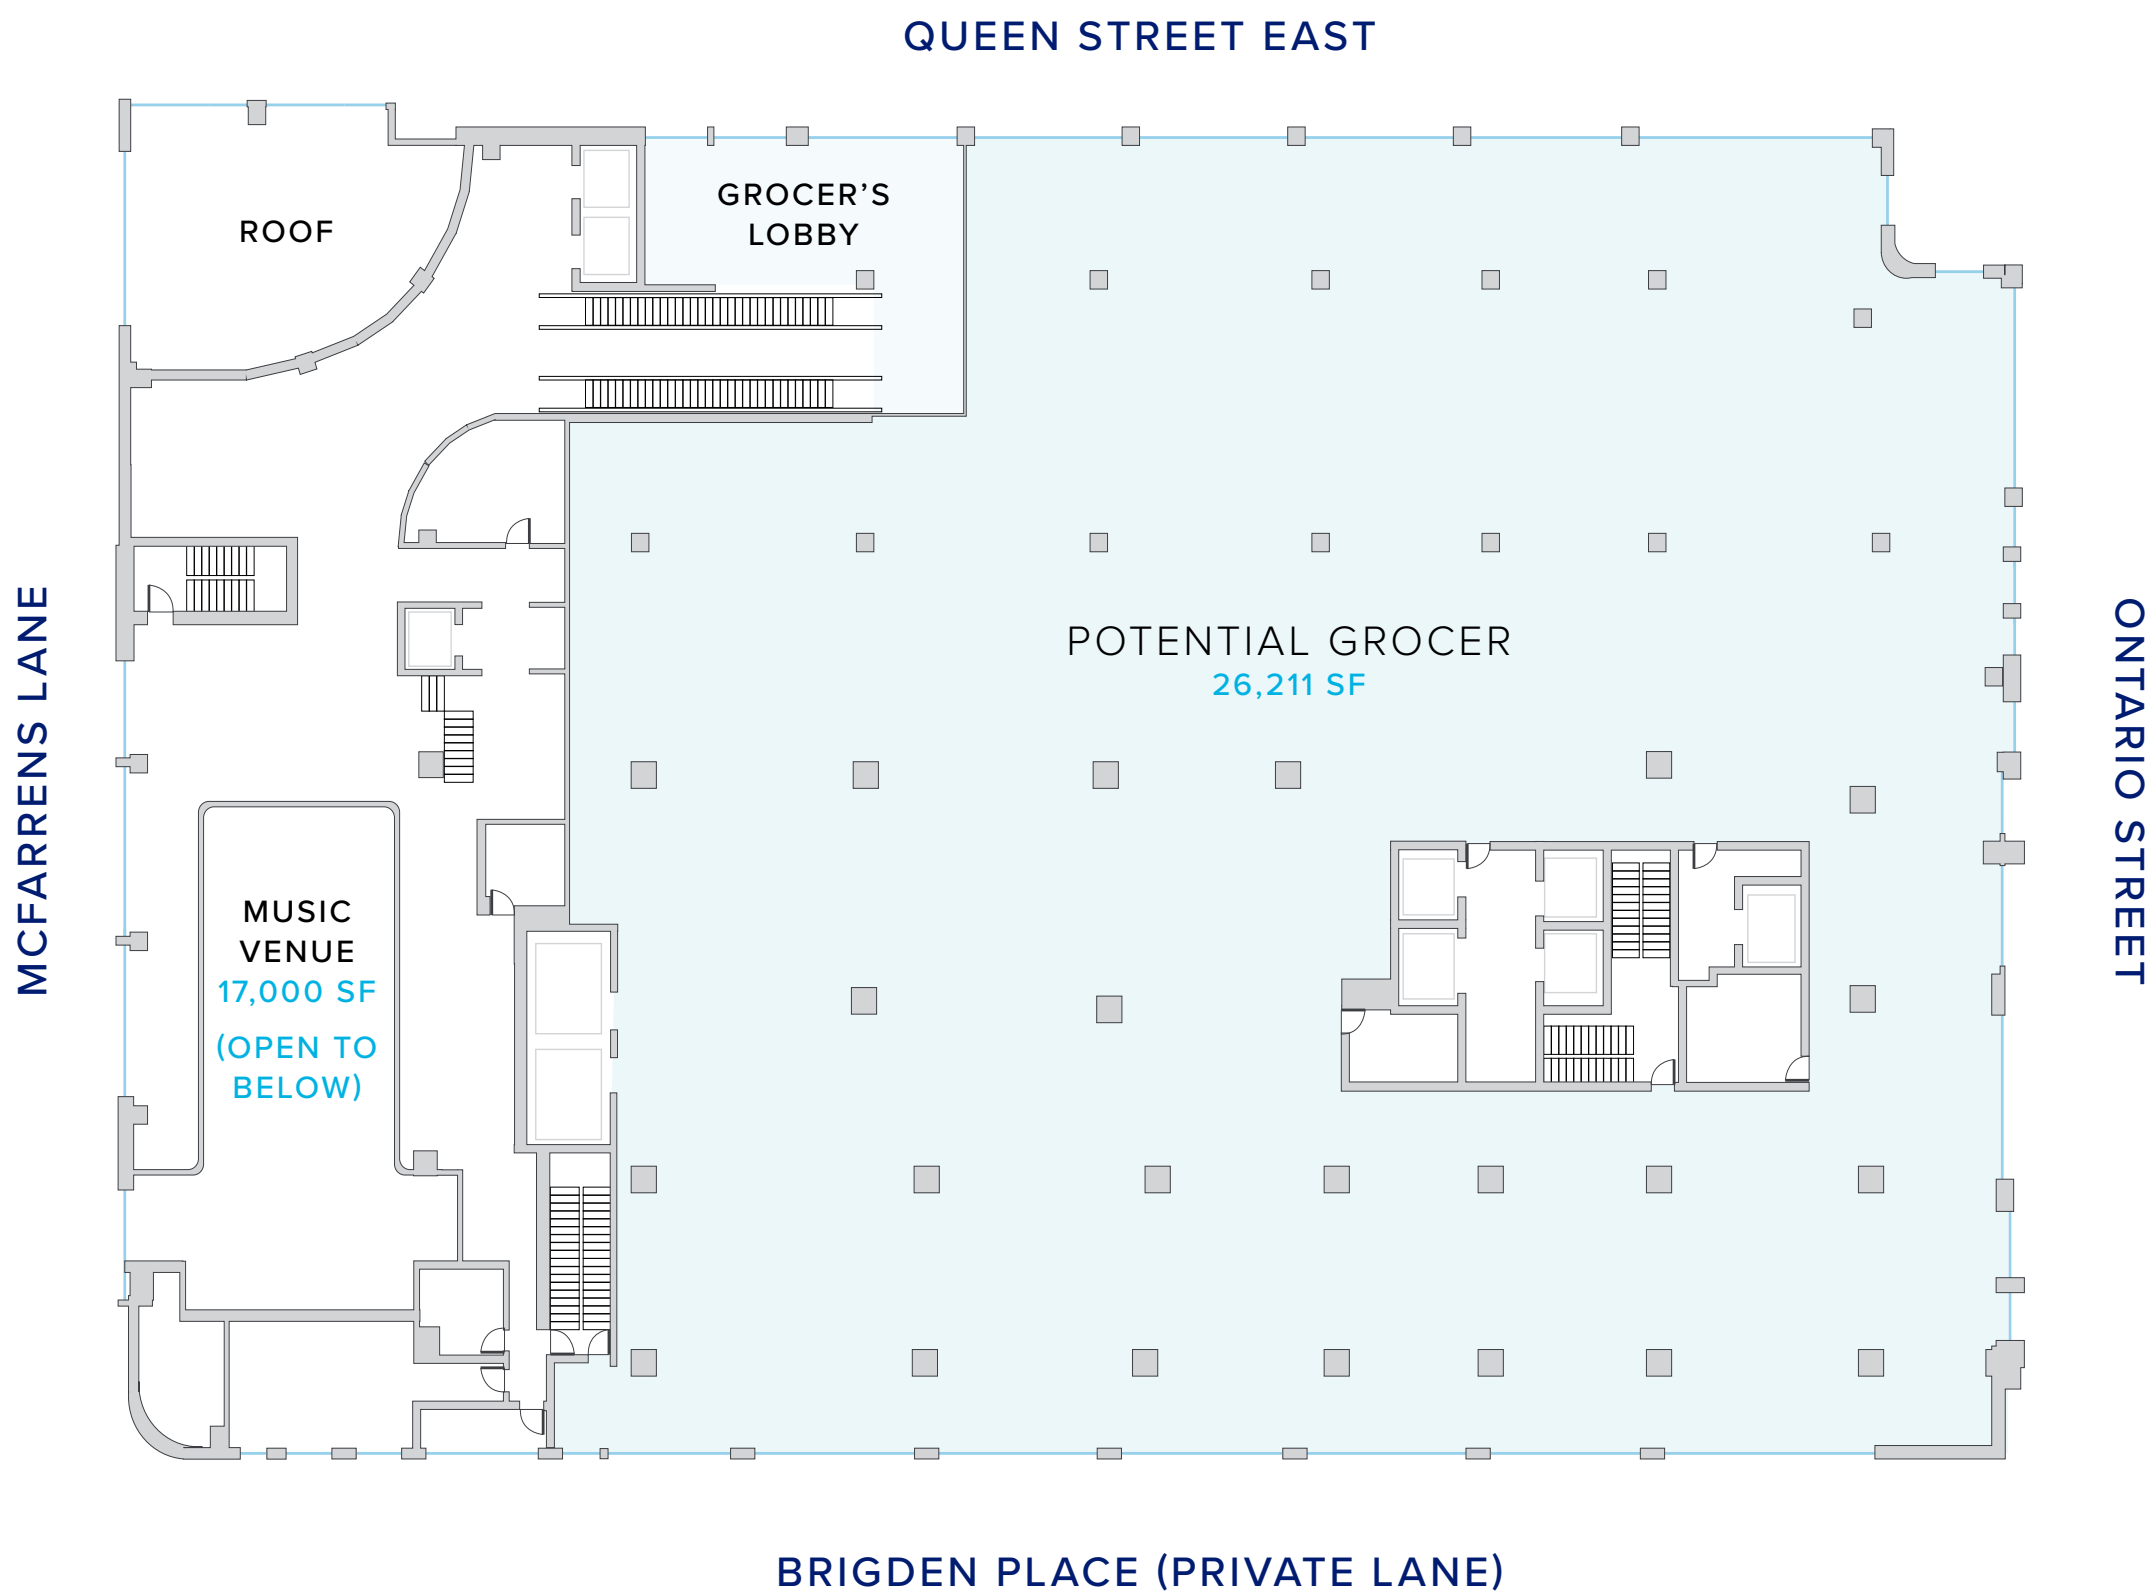 QUEEN STREET EAST
GROCER’S
LOBBY
ROOF
MCFARRENS LANE
POTENTIAL GROCER
26,211 SF
ONTARIO STREET
MUSIC
VENUE
17,000 SF
(OPEN TO
BELOW)
BRIGDEN PLACE (PRIVATE LANE)